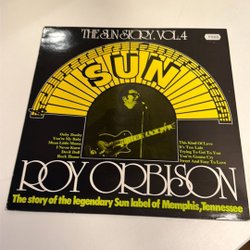 THE SUN STORY, VOL. 4
SUN
Ooby Dooby
You're My Baby
Mean Little Mama
I Never Knew
Devil Doll
Rock House
This Kind Of Love
It's Too Late
Trying To Get To You
You're Gonna Cry
Sweet And Easy To Love
ROY ORBISON
The story of the legendary Sun label of Memphis, Tennessee